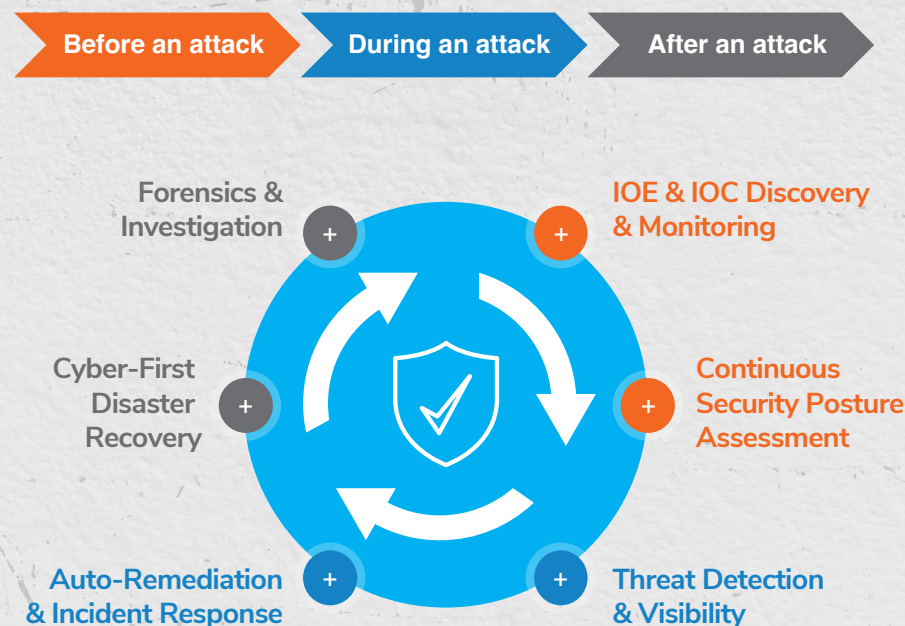 Before an attack
During an attack
After an attack
Forensics &
Investigation
IOE & IOC Discovery
& Monitoring
Cyber-First
Disaster
Recovery
Continuous
Security Posture
Assessment
Auto-Remediation
& Incident Response
Threat Detection
& Visibility